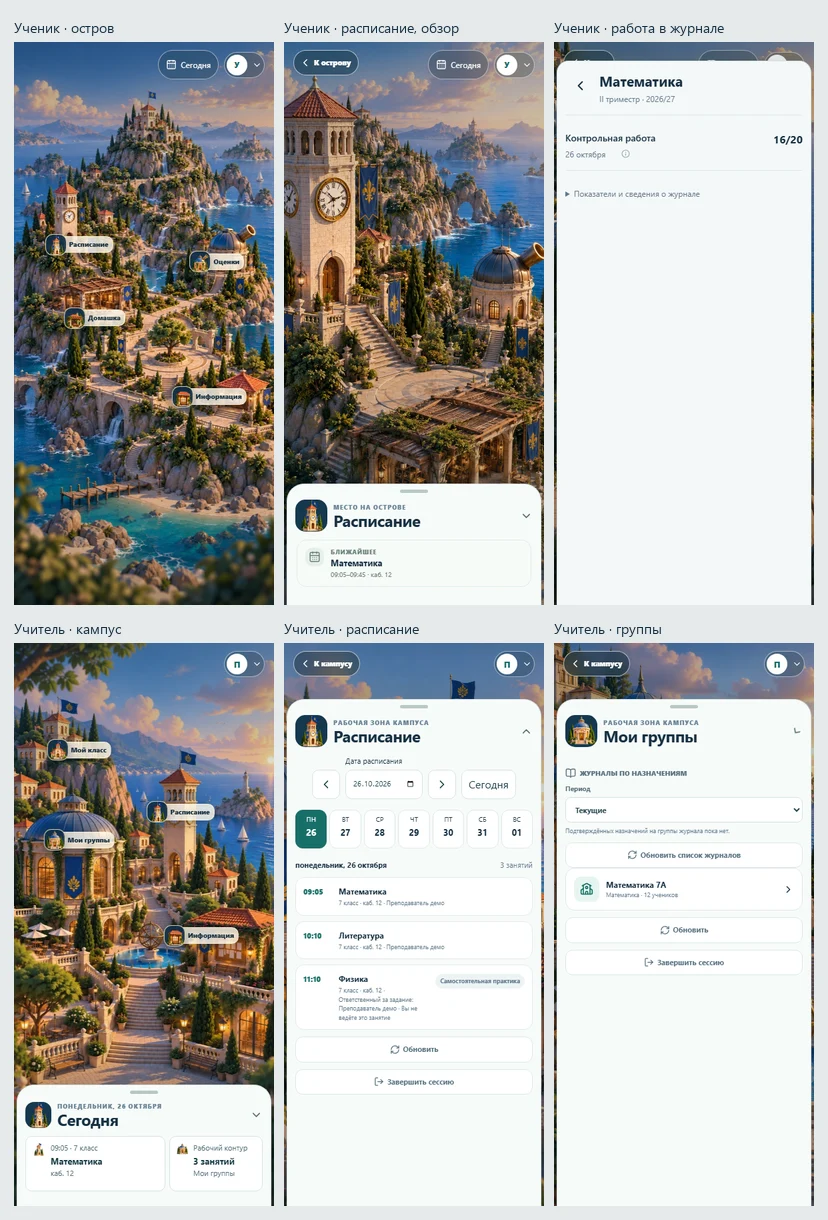 Ученик · остров
Сегодня
У
Расписание
Оценки
Домашка
Информация
Ученик · расписание, обзор
К острову
Сегодня
У
МЕСТО НА ОСТРОВЕ
Расписание
БЛИЖАЙШЕЕ
Математика
09:05–09:45 · каб. 12
Ученик · работа в журнале
Математика
II триместр · 2026/27
Контрольная работа
16/20
26 октября
Показатели и сведения о журнале
Учитель · кампус
П
Мой класс
Расписание
Мои группы
Информация
ПОНЕДЕЛЬНИК, 26 ОКТЯБРЯ
Сегодня
09:05 · 7 класс
Математика
каб. 12
Рабочий контур
3 занятий
Мои группы
Учитель · расписание
К кампусу
П
РАБОЧАЯ ЗОНА КАМПУСА
Расписание
Дата расписания
26.10.2026
Сегодня
ПН ВТ СР ЧТ ПТ СБ ВС
26 27 28 29 30 31 01
понедельник, 26 октября
3 занятий
09:05 Математика
7 класс · каб. 12 · Преподаватель демо
10:10 Литература
7 класс · каб. 12 · Преподаватель демо
11:10 Физика
Самостоятельная практика
7 класс · каб. 12 ·
Ответственный за задание:
Преподаватель демо · Вы не
ведёте это занятие
Обновить
Завершить сессию
Учитель · группы
К кампусу
П
РАБОЧАЯ ЗОНА КАМПУСА
Мои группы
ЖУРНАЛЫ ПО НАЗНАЧЕНИЯМ
Период
Текущие
Подтверждённых назначений на группы журнала пока нет.
Обновить список журналов
Математика 7А
Математика · 12 учеников
Обновить
Завершить сессию